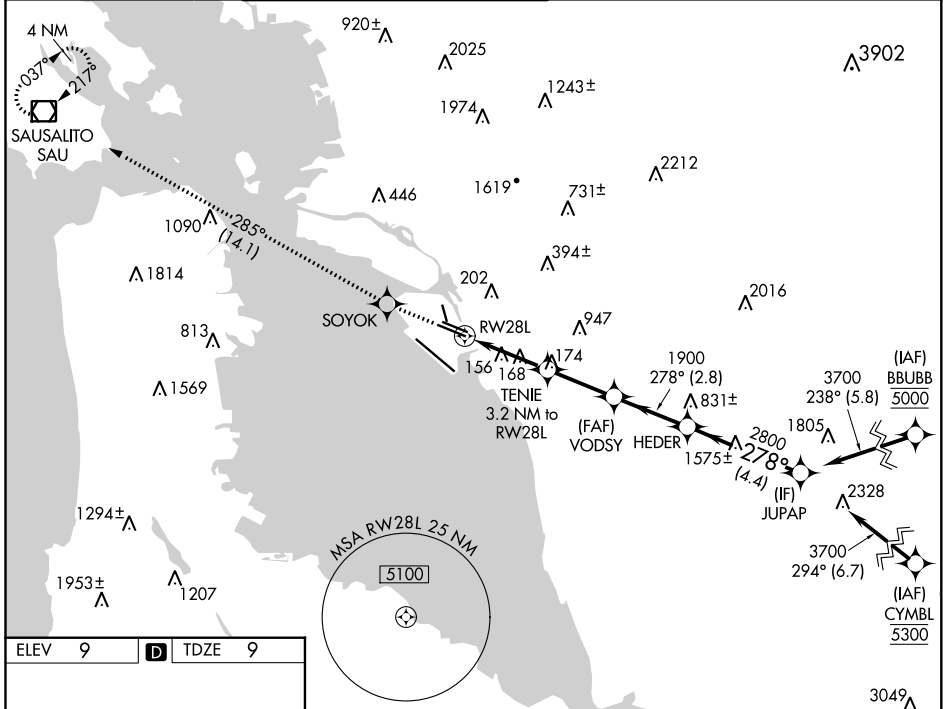 4 NM
037°
217°
SAUSALITO
SAU
920±
2025
1974
1243±
3902
2212
1619
731±
446
394±
1090
285°
(14.1)
1814
202
2016
SOYOK
RW28L
947
813
156
168
174
1569
TENIE
3.2 NM to
RW28L
(FAF)
VODSY
1900
278° (2.8)
831±
HEDER
1575±
2800
278°
(4.4)
1805
3700
238° (5.8)
(IAF)
BBUBB
5000
(IF)
JUPAP
2328
3700
294° (6.7)
(IAF)
CYMBL
5300
1294±
1953±
1207
MSA RW28L 25 NM
5100
ELEV 9 D TDZE 9
3049